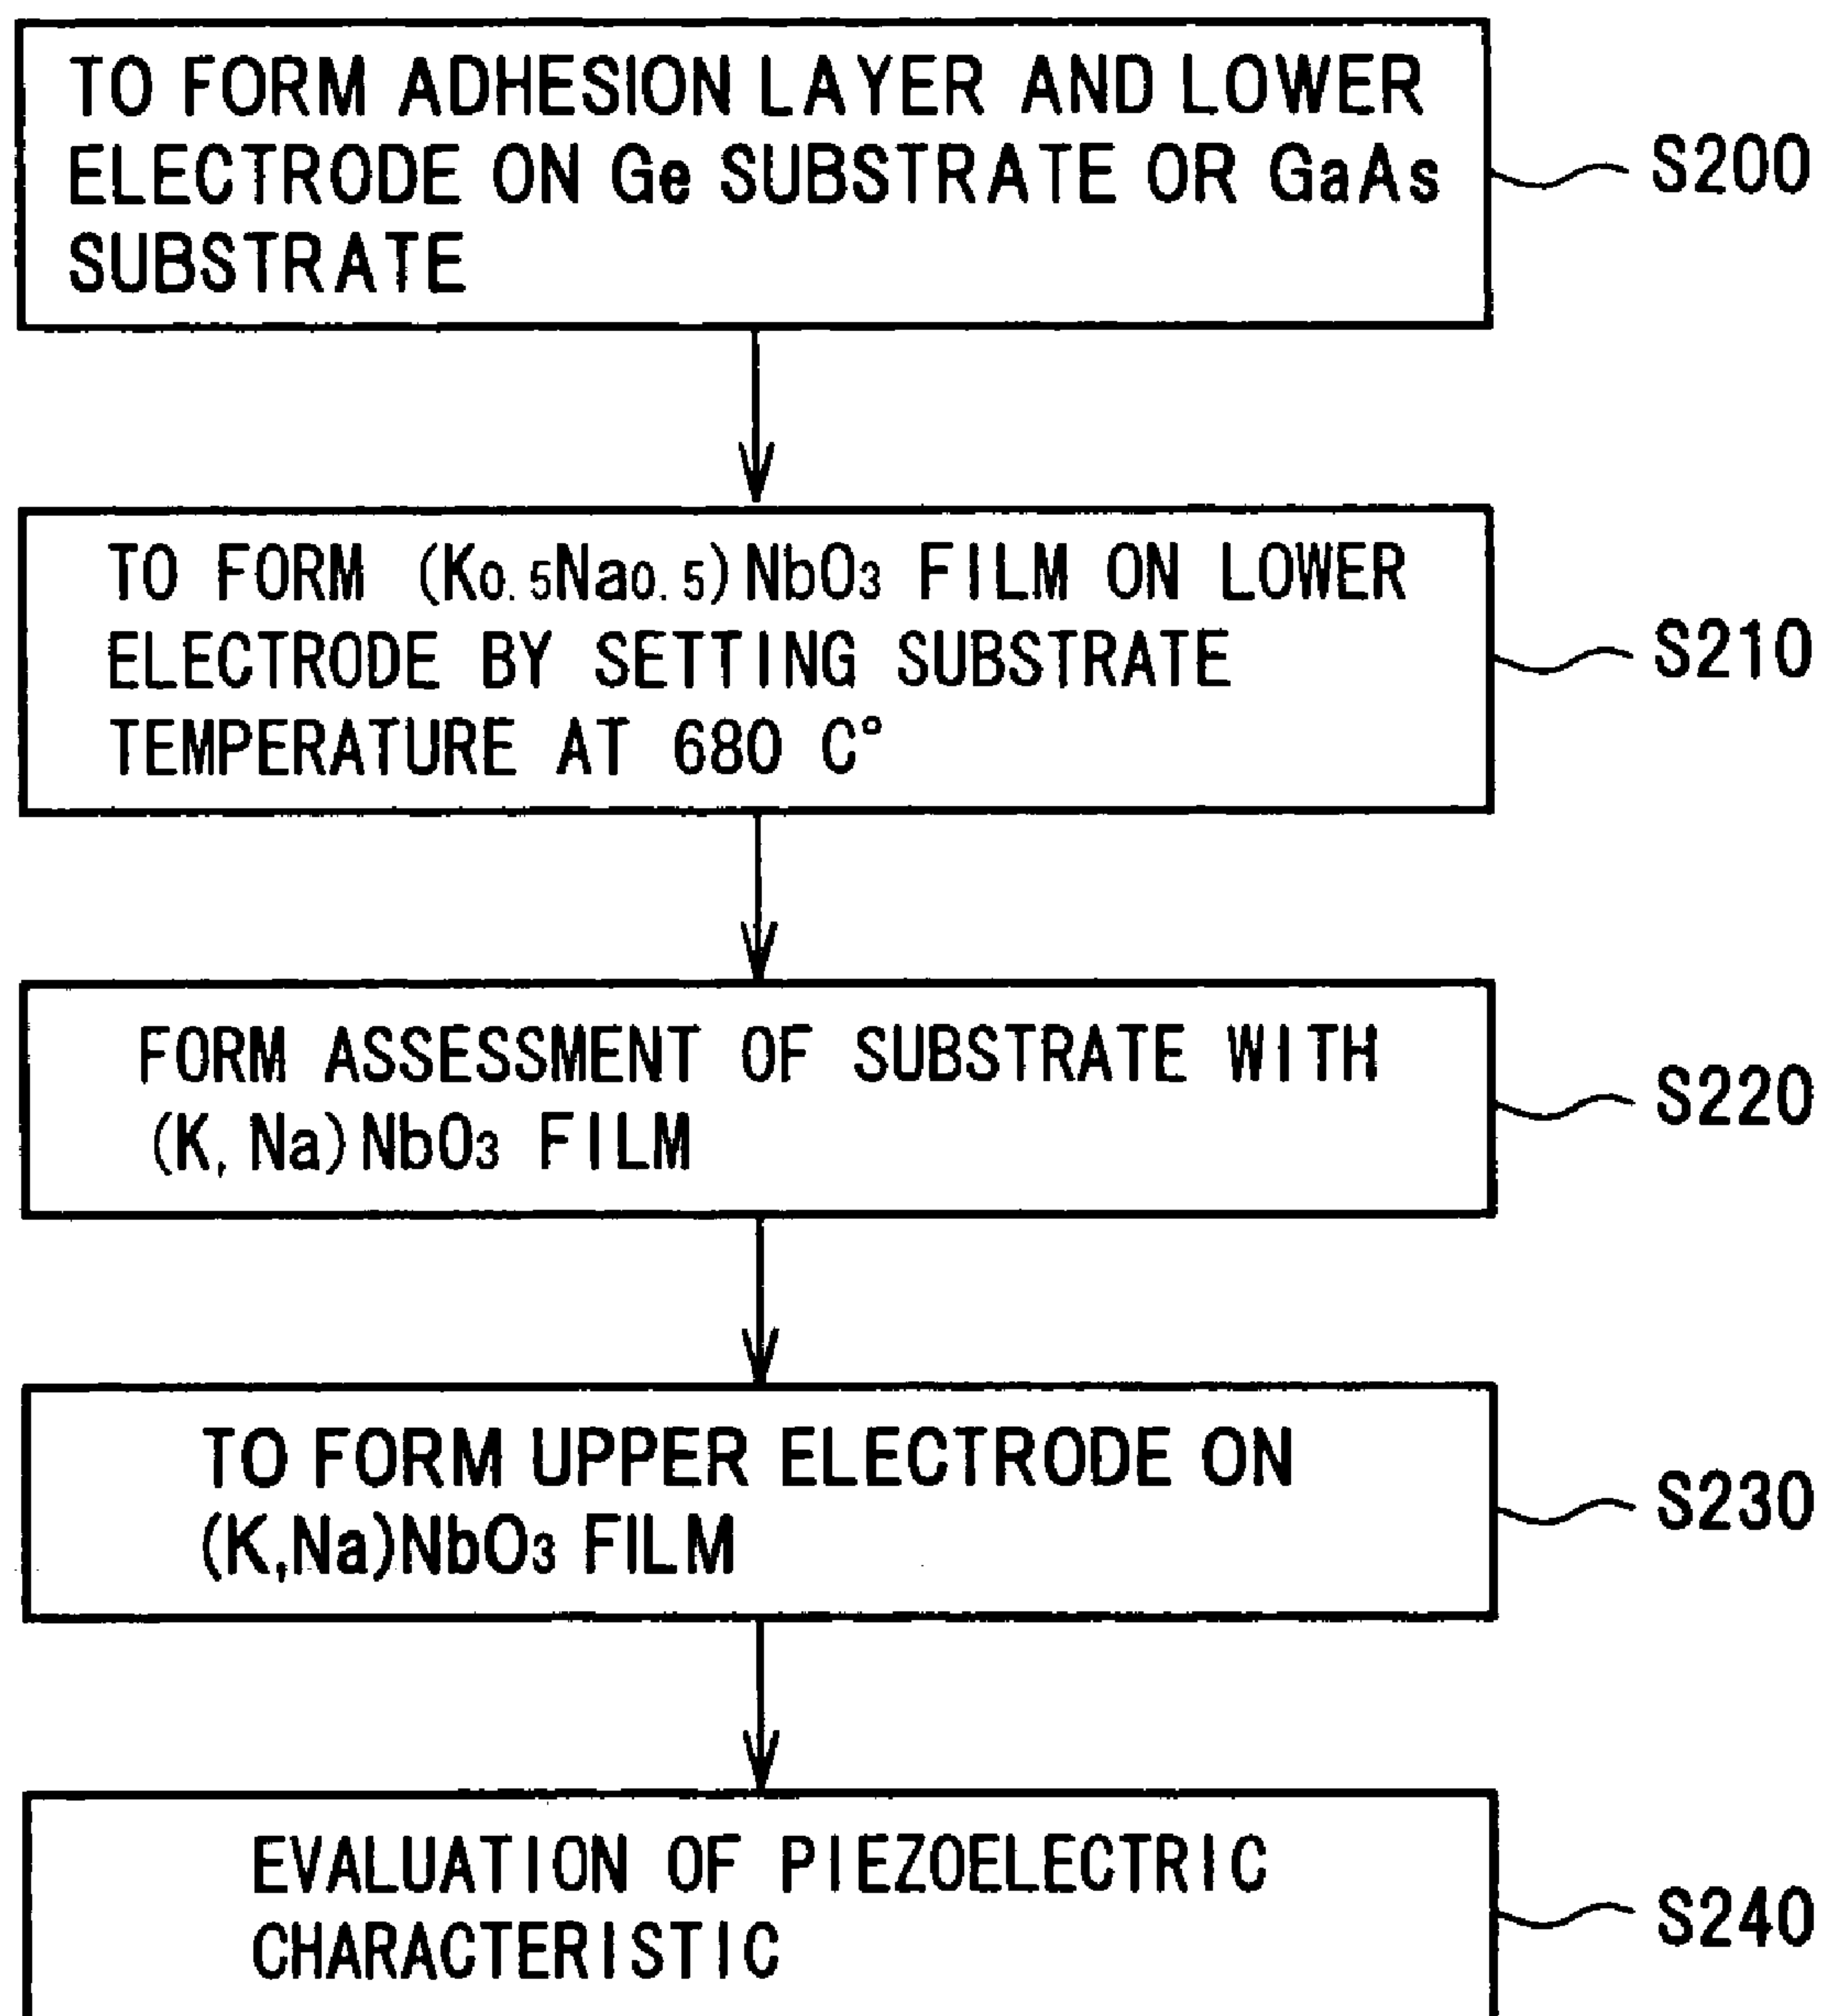 TO FORM ADHESION LAYER AND LOWER
ELECTRODE ON Ge SUBSTRATE OR GaAs
SUBSTRATE
S200
TO FORM (K0.5Na0.5)NbO3 FILM ON LOWER
ELECTRODE BY SETTING SUBSTRATE
TEMPERATURE AT 680 C°
S210
FORM ASSESSMENT OF SUBSTRATE WITH
(K, Na)NbO3 FILM
S220
TO FORM UPPER ELECTRODE ON
(K,Na)NbO3 FILM
S230
EVALUATION OF PIEZOELECTRIC
CHARACTERISTIC
S240